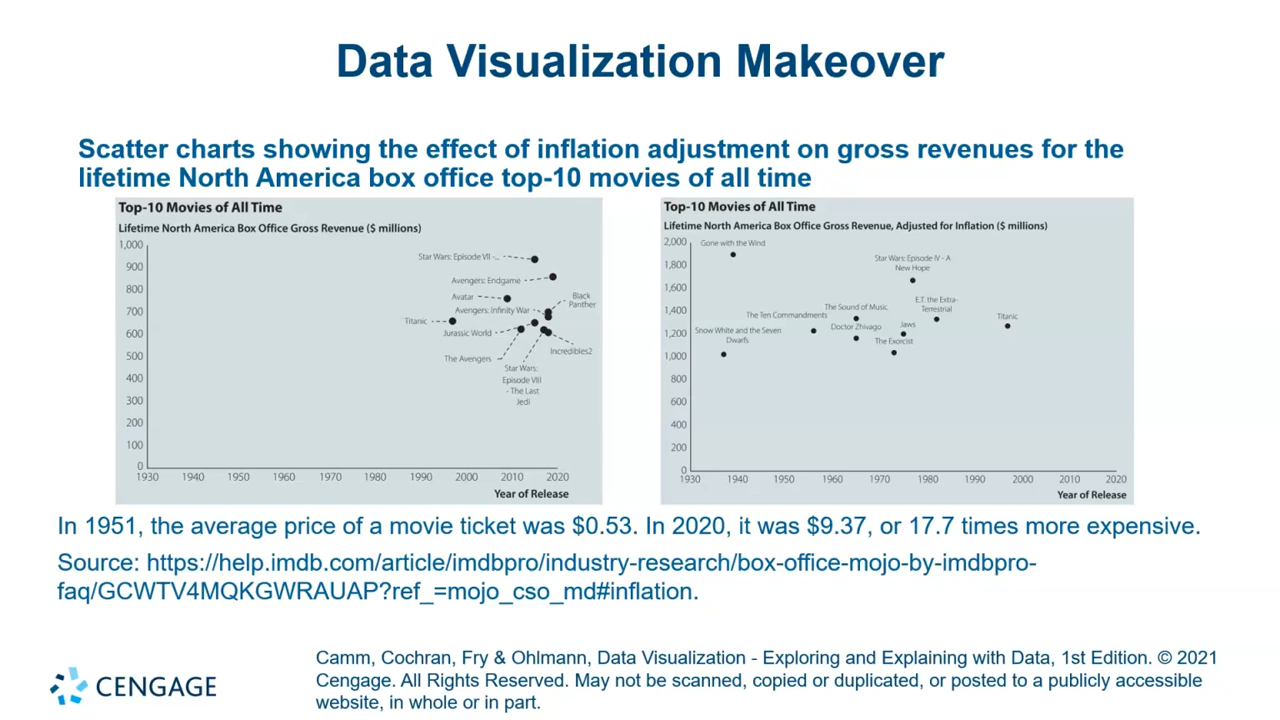 Data Visualization Makeover
Scatter charts showing the effect of inflation adjustment on gross revenues for the
lifetime North America box office top-10 movies of all time
Top-10 Movies of All Time
Lifetime North America Box Office Gross Revenue ($ millions)
1,000
900
800
700
600
500
400
300
200
100
0
Star Wars: Episode VII -...
Avengers: Endgame
Avatar
Black
Panther
Avengers: Infinity War
Titanic
Jurassic World
Incredibles2
The Avengers
Star Wars:
Episode VIII
- The Last
Jedi
1930 1940 1950 1960 1970 1980 1990 2000 2010 2020
Year of Release
Top-10 Movies of All Time
Lifetime North America Box Office Gross Revenue, Adjusted for Inflation ($ millions)
2,000
1,800
1,600
1,400
1,200
1,000
800
600
400
200
0
Gone with the Wind
Star Wars: Episode IV - A
New Hope
E.T. the Extra-
Terrestrial
The Sound of Music
The Ten Commandments
Titanic
Doctor Zhivago
Jaws
Snow White and the Seven
Dwarfs
The Exorcist
1930 1940 1950 1960 1970 1980 1990 2000 2010 2020
Year of Release
In 1951, the average price of a movie ticket was $0.53. In 2020, it was $9.37, or 17.7 times more expensive.
Source: https://help.imdb.com/article/imdbpro/industry-research/box-office-mojo-by-imdbpro-
faq/GCWTV4MQKGWRAUAP?ref_=mojo_cso_md#inflation.
CENGAGE
Camm, Cochran, Fry & Ohlmann, Data Visualization - Exploring and Explaining with Data, 1st Edition. © 2021
Cengage. All Rights Reserved. May not be scanned, copied or duplicated, or posted to a publicly accessible
website, in whole or in part.